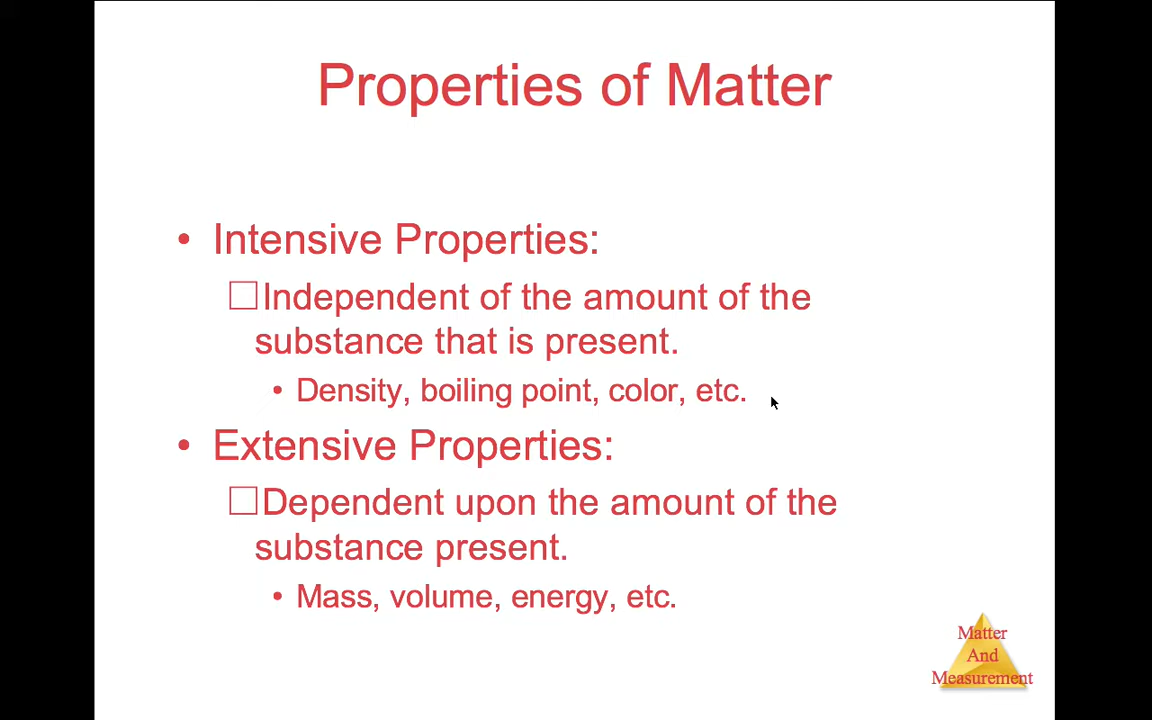 Properties of Matter
• Intensive Properties:
□Independent of the amount of the
substance that is present.
• Density, boiling point, color, etc.
• Extensive Properties:
□Dependent upon the amount of the
substance present.
• Mass, volume, energy, etc.
Matter
And
Measurement